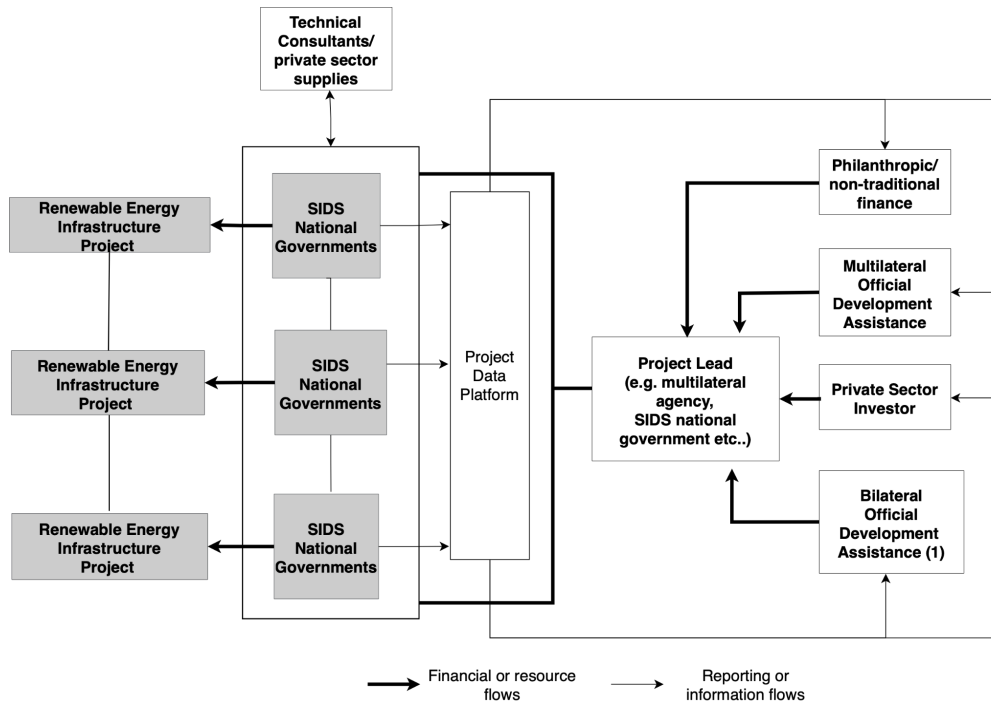 Technical
Consultants/
private sector
supplies
Philanthropic/
non-traditional
finance
Renewable Energy
Infrastructure
Project
SIDS
National
Governments
Multilateral
Official
Development
Assistance
Renewable Energy
Infrastructure
Project
SIDS
National
Governments
Project
Data
Platform
Project Lead
(e.g. multilateral
agency,
SIDS national
government etc..)
Private Sector
Investor
Renewable Energy
Infrastructure
Project
SIDS
National
Governments
Bilateral
Official
Development
Assistance (1)
Financial or resource
flows
Reporting or
information flows